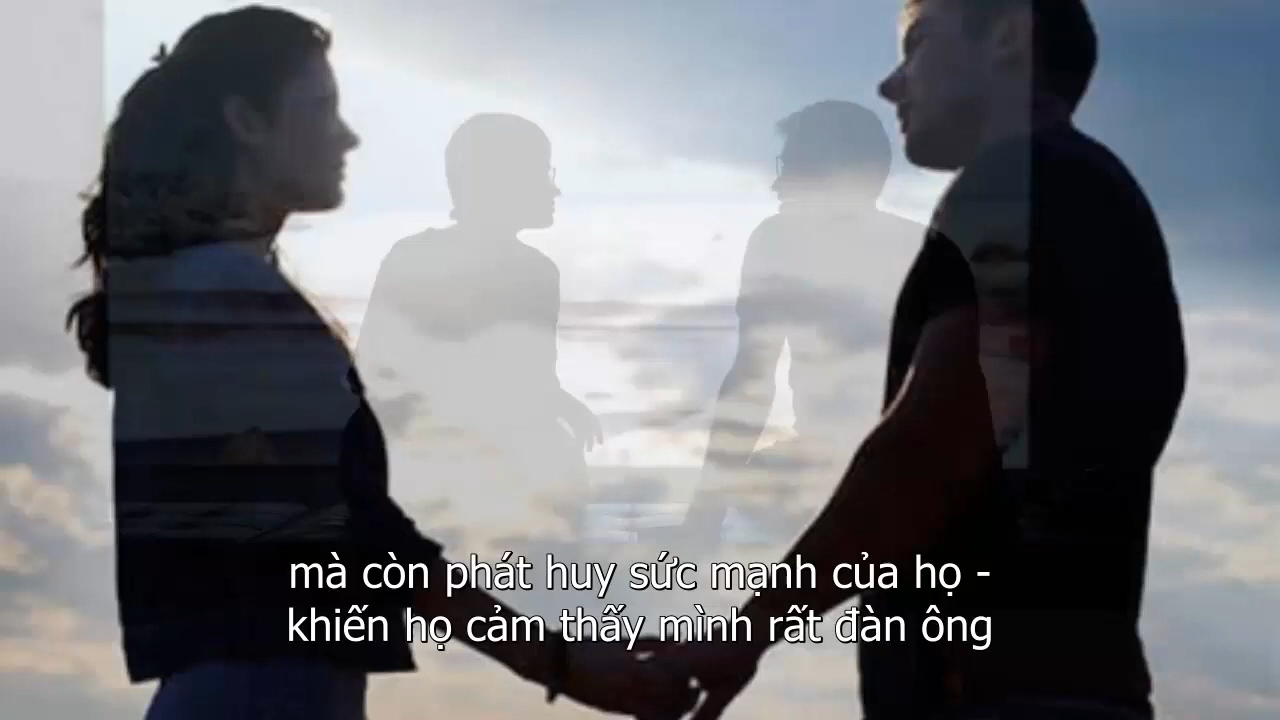 mà còn phát huy sức mạnh của họ -
khiến họ cảm thấy mình rất đàn ông